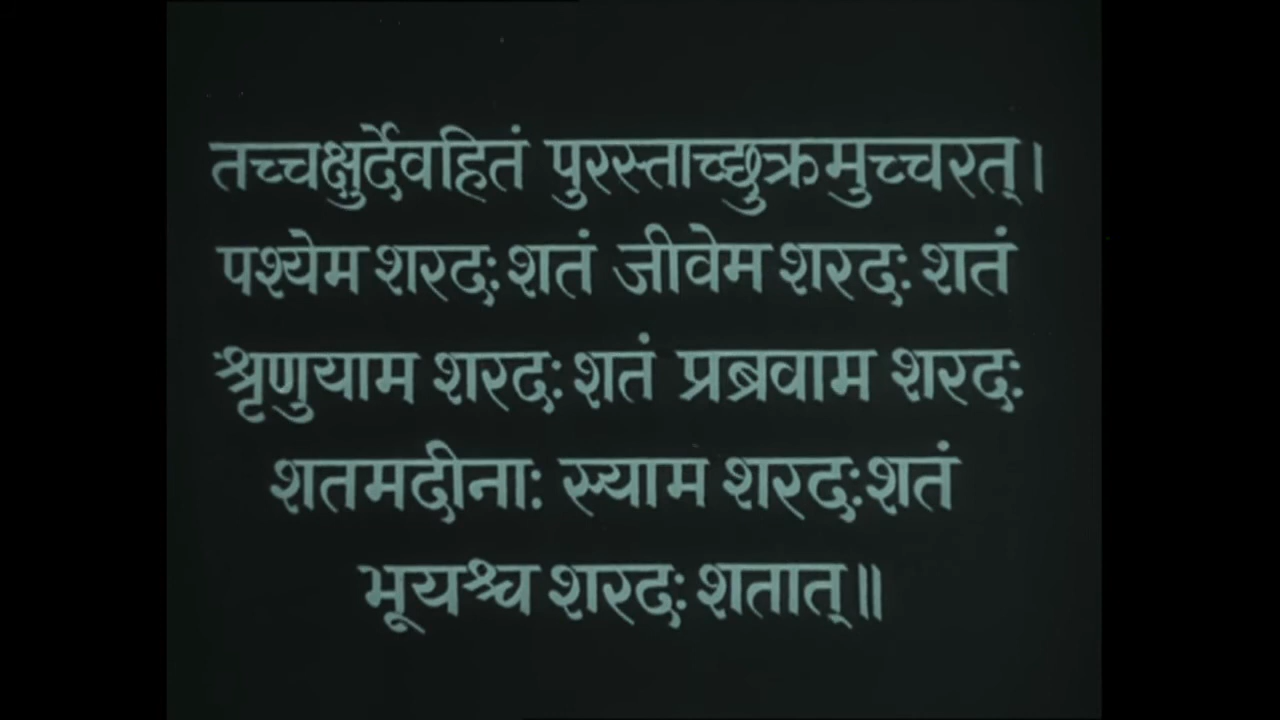 तच्चक्षुर्देवहितं पुरस्ताच्छुक्रमुच्चरत्।
पश्येम शरदः शतं जीवेम शरदः शतं
श्रृणुयाम शरदः शतं प्रब्रवाम शरदः
शतमदीनाः स्याम शरदः शतं
भूयश्च शरदः शतात्॥